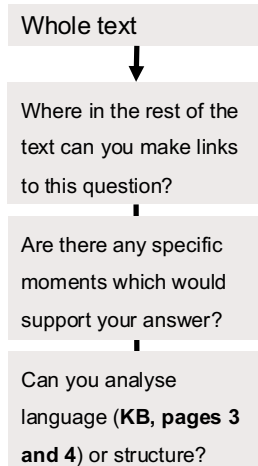 Whole text
Where in the rest of the
text can you make links
to this question?
Are there any specific
moments which would
support your answer?
Can you analyse
language (KB, pages 3
and 4) or structure?